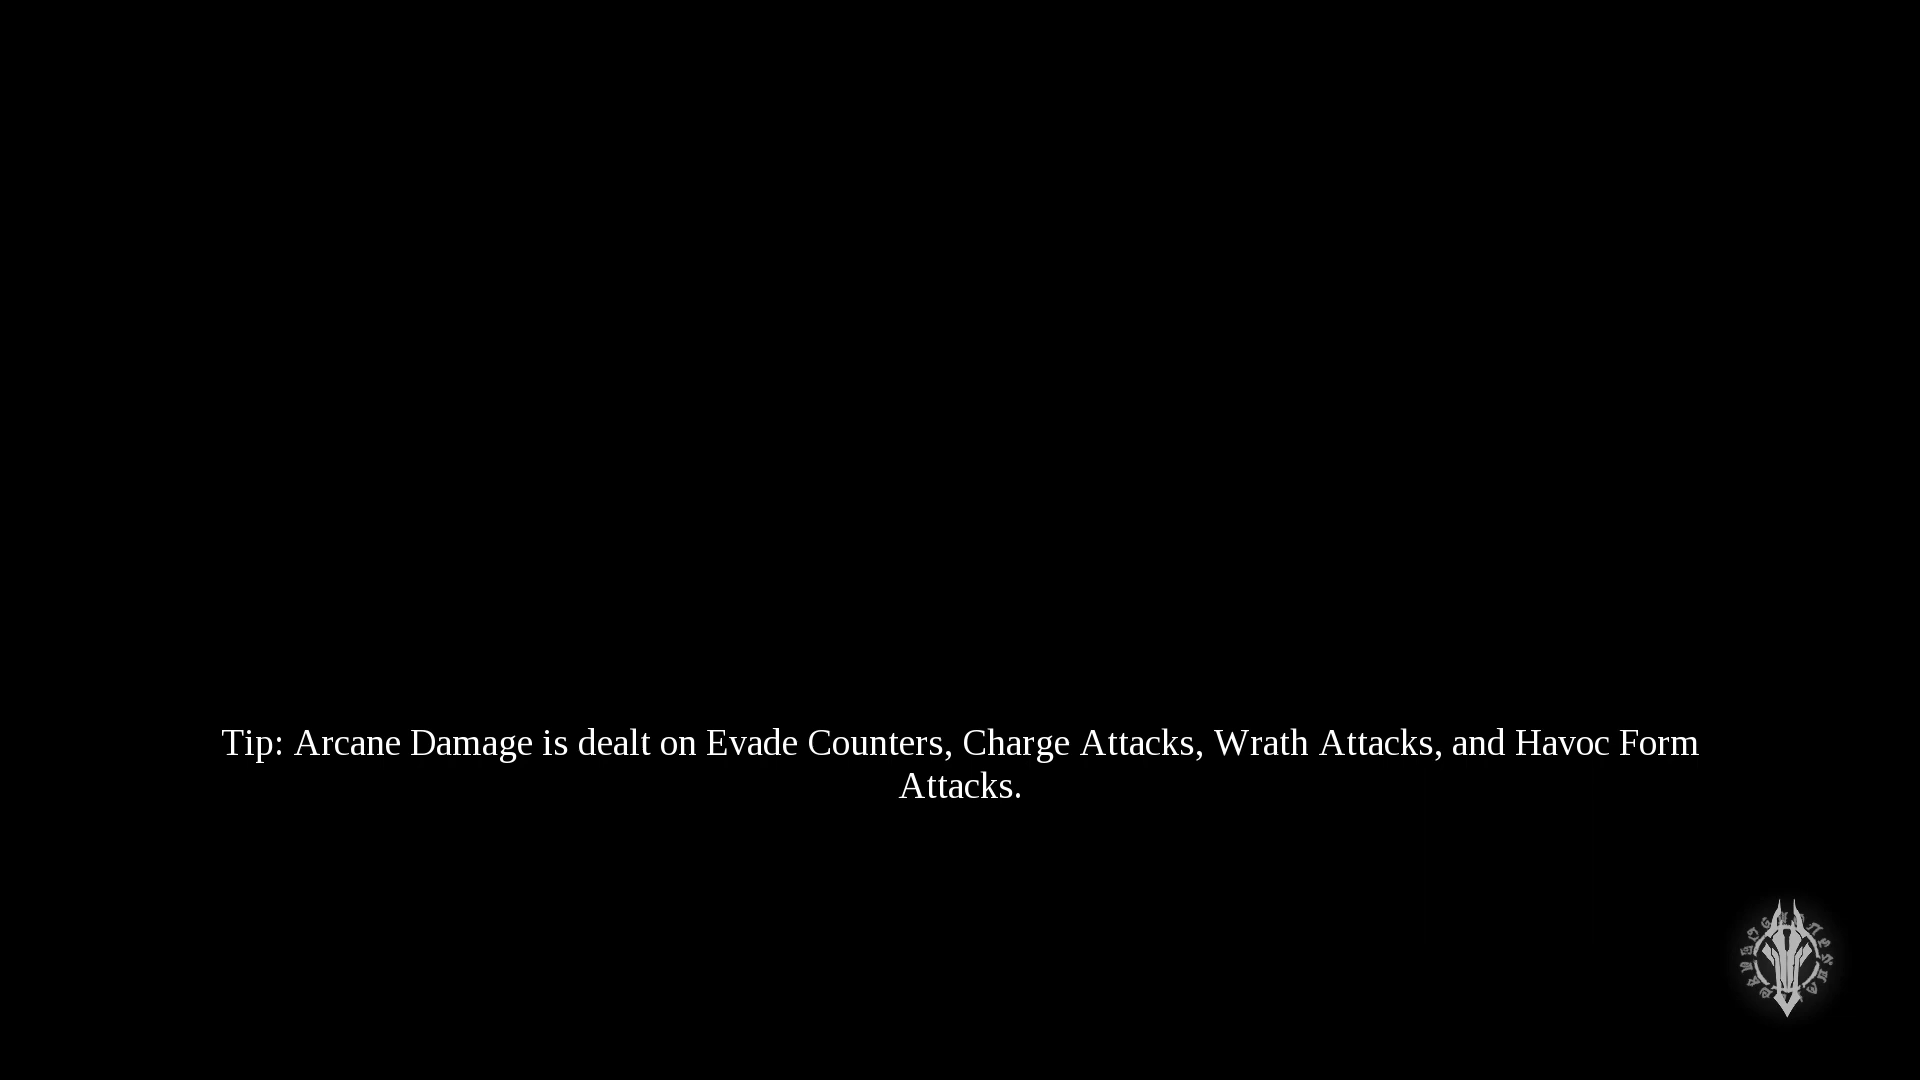 Tip: Arcane Damage is dealt on Evade Counters, Charge Attacks, Wrath Attacks, and Havoc Form
Attacks.